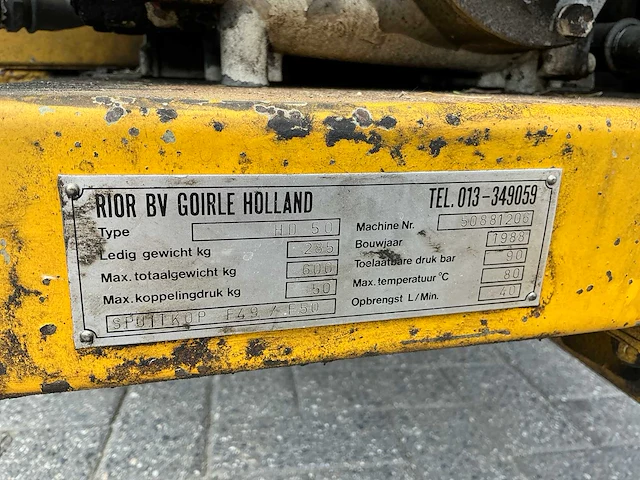 RIOR BV GOIRLE HOLLAND
TEL. 013-349059
Type HD 50
Ledig gewicht kg 285
Max. totaalgewicht kg 600
Max. koppelingdruk kg 50
SPUITKOP F49 / F50
Machine Nr. 50881206
Bouwjaar 1988
Toelaatbare druk bar 90
Max. temperatuur °C 80
Opbrengst L/Min. 40